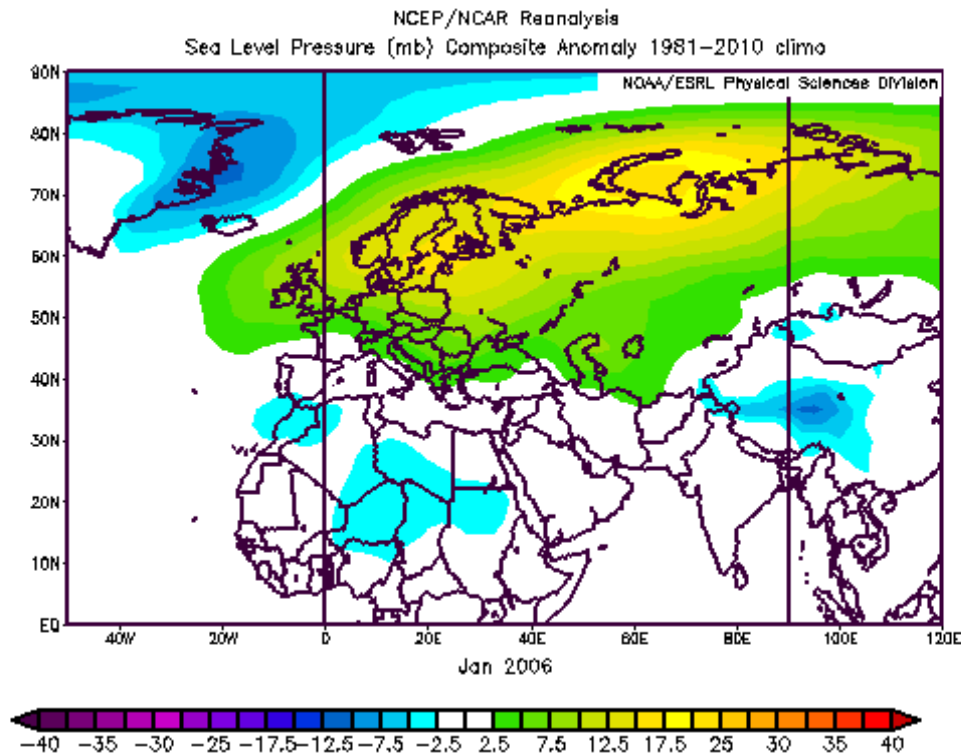 NCEP/NCAR Reanalysis
Sea Level Pressure (mb) Composite Anomaly 1981-2010 climo
NOAA/ESRL Physical Sciences Division
90N
80N
70N
60N
50N
40N
30N
20N
10N
EQ
40W 20W 0 20E 40E 60E 80E 100E 120E
Jan 2006
-40 -35 -30 -25 -17.5 -12.5 -7.5 -2.5 2.5 7.5 12.5 17.5 25 30 35 40